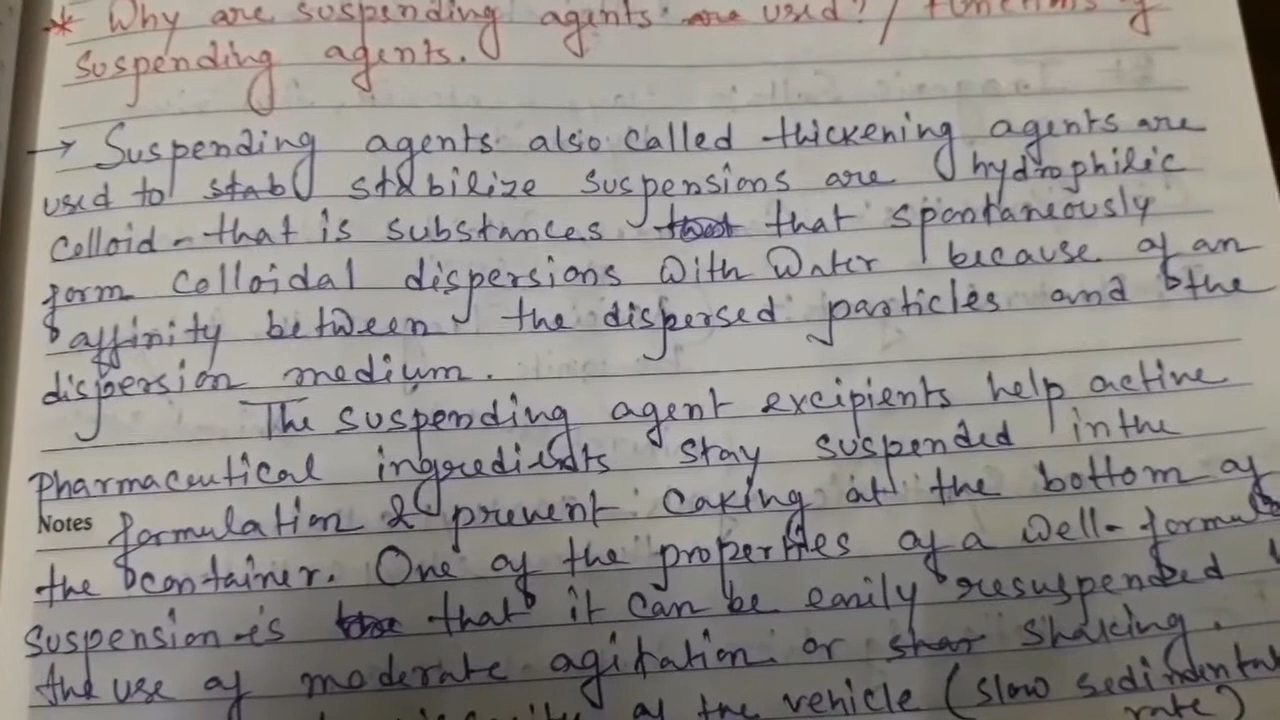 * Why are suspending agents are used? / functions of
suspending agents.
→ Suspending agents also called thickening agents are
used to stab stabilize suspensions are hydrophilic
colloid - that is substances that that spontaneously
form colloidal dispersions with water because of an
affinity between the dispersed particles and the
dispersion medium.
The suspending agent excipients help active
Pharmaceutical ingredients stay suspended in the
Notes formulation & prevent caking at the bottom of
the container. One of the properties of a well-formul
suspension is that it can be easily resuspended
the use of moderate agitation or shaking.
of the vehicle (slow
rate)